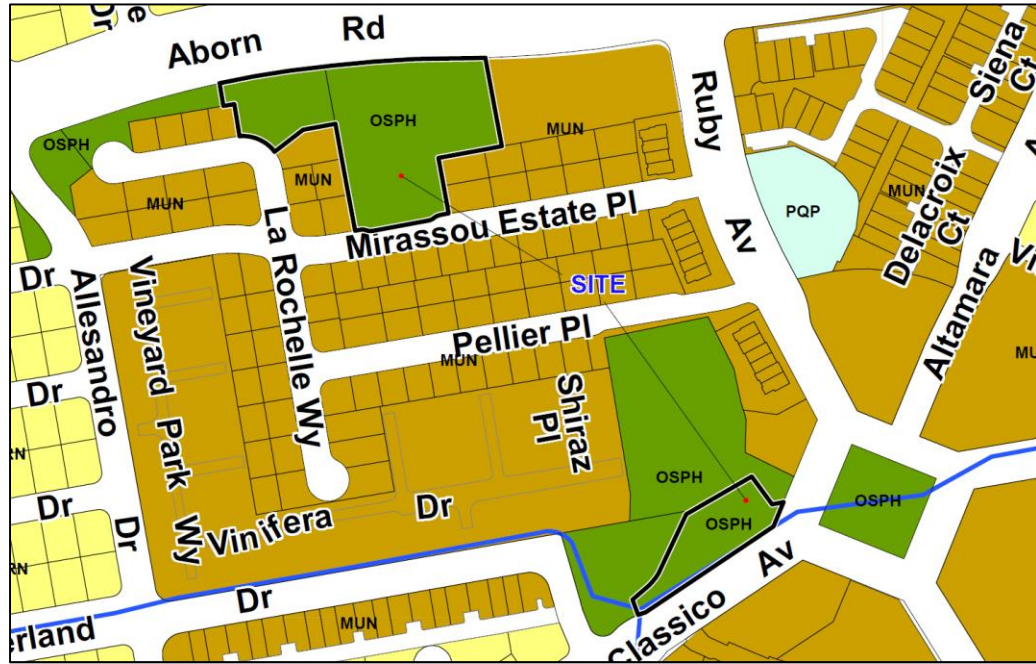 Dr
Aborn Rd
OSPH
OSPH
MUN
MUN
MUN
Ruby Av
Siena Ct
MUN
Delacroix Ct
PQP
Altamara
La Rochelle Wy
Mirassou Estate Pl
SITE
Pellier Pl
MUN
Shiraz Pl
Dr
Allesandro Dr
Vineyard Park Wy
Dr
Dr
Vinifera Dr
OSPH
OSPH
OSPH
Classico Av
erland Dr
MUN